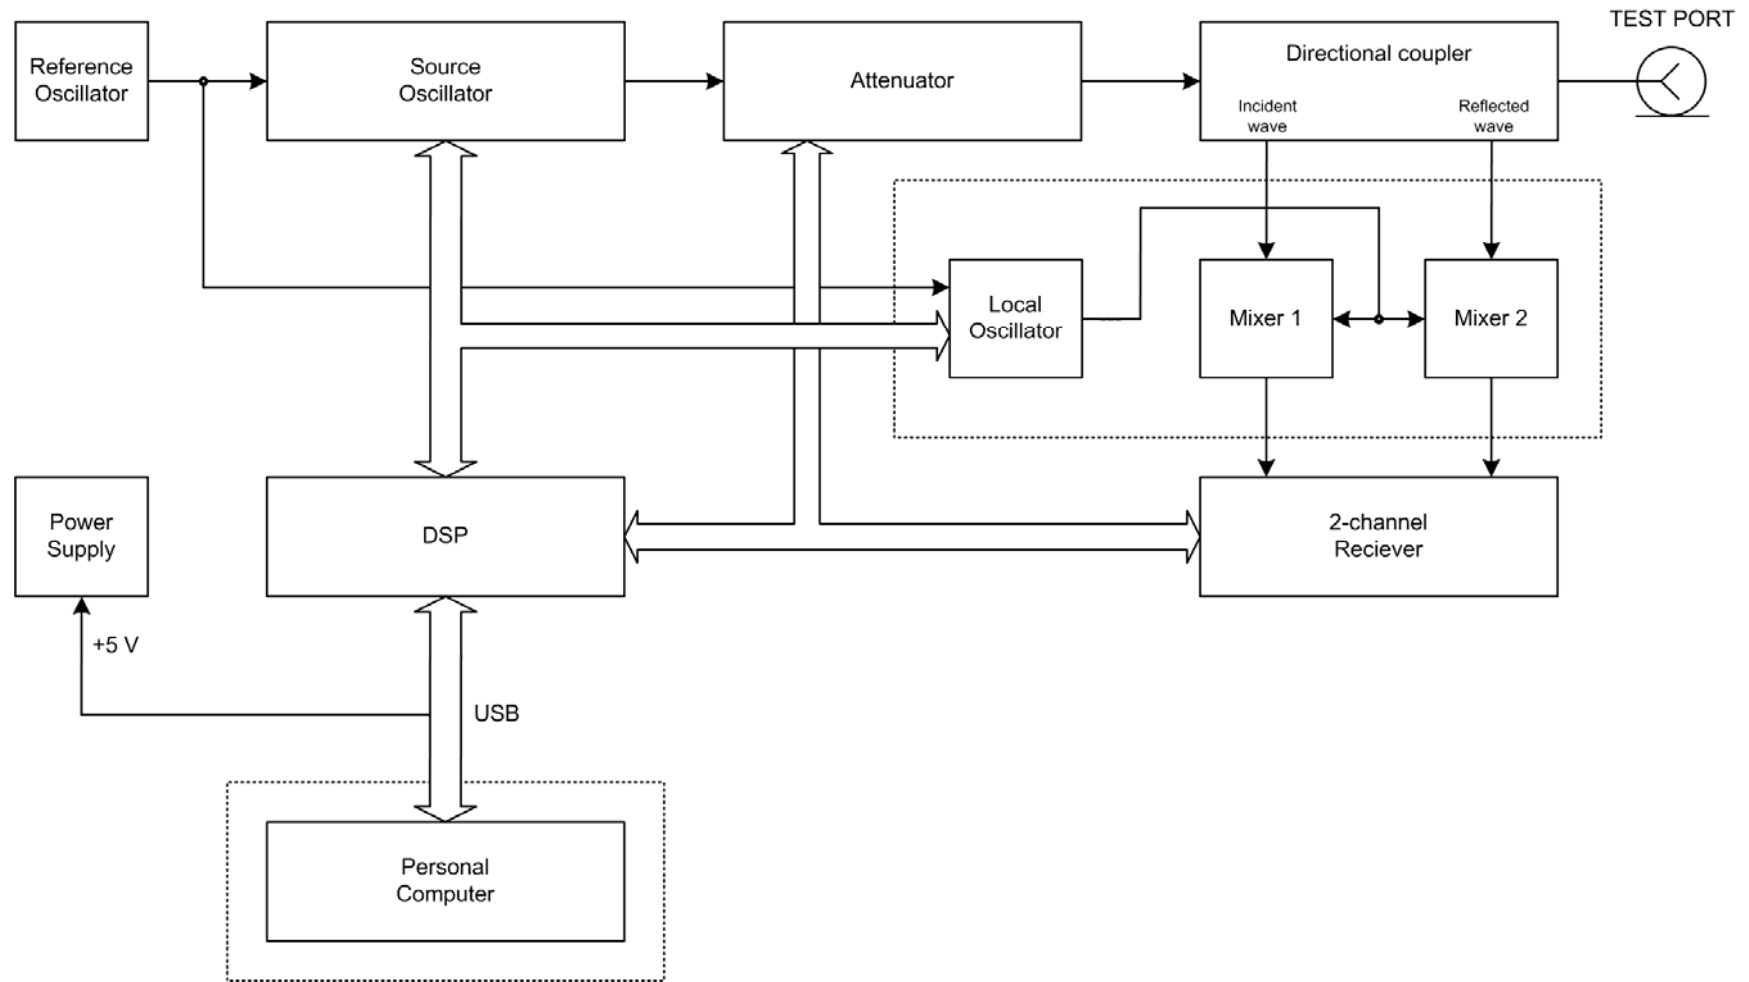 TEST PORT
Reference
Oscillator
Source
Oscillator
Attenuator
Directional coupler
Incident
wave
Reflected
wave
Local
Oscillator
Mixer 1
Mixer 2
Power
Supply
DSP
2-channel
Reciever
+5 V
USB
Personal
Computer